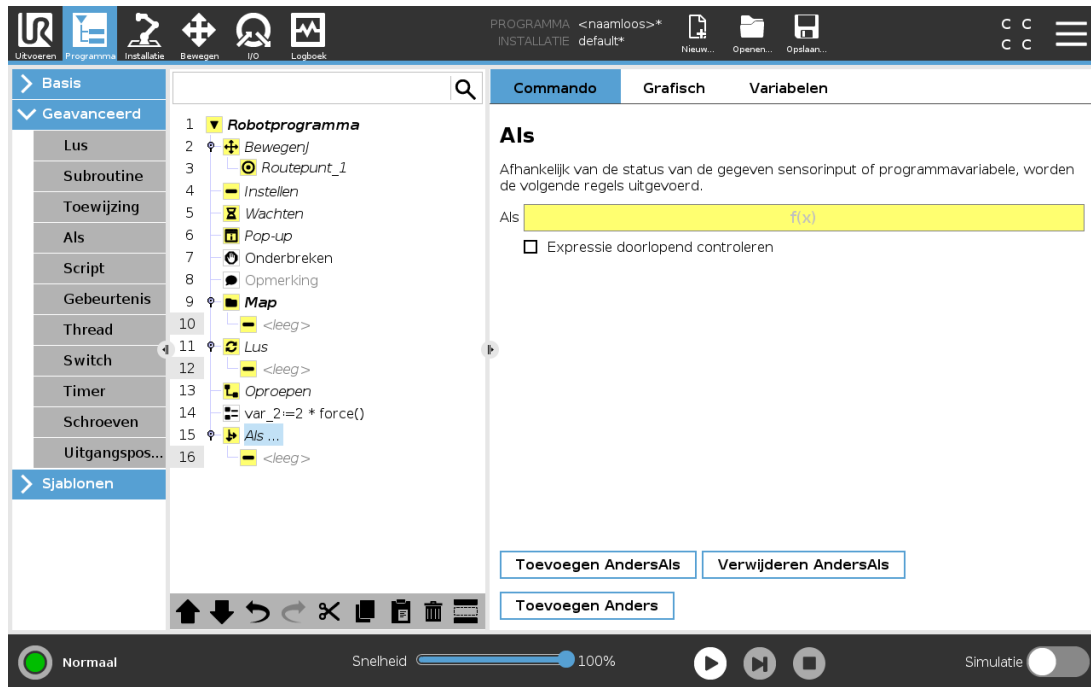 Uitvoeren
Programma
Installatie
Bewegen
I/O
Logboek
PROGRAMMA <naamloos>*
INSTALLATIE default*
Nieuw...
Openen...
Opslaan...
C C
C C
Basis
Geavanceerd
Lus
Subroutine
Toewijzing
Als
Script
Gebeurtenis
Thread
Switch
Timer
Schroeven
Uitgangspos...
Sjablonen
1 Robotprogramma
2 BewegenJ
3 Routepunt_1
4 Instellen
5 Wachten
6 Pop-up
7 Onderbreken
8 Opmerking
9 Map
10 <leeg>
11 Lus
12 <leeg>
13 Oproepen
14 var_2:=2 * force()
15 Als ...
16 <leeg>
Commando Grafisch Variabelen
Als
Afhankelijk van de status van de gegeven sensorinput of programmavariabele, worden
de volgende regels uitgevoerd.
Als f(x)
Expressie doorlopend controleren
Toevoegen AndersAls Verwijderen AndersAls
Toevoegen Anders
Normaal
Snelheid 100%
Simulatie